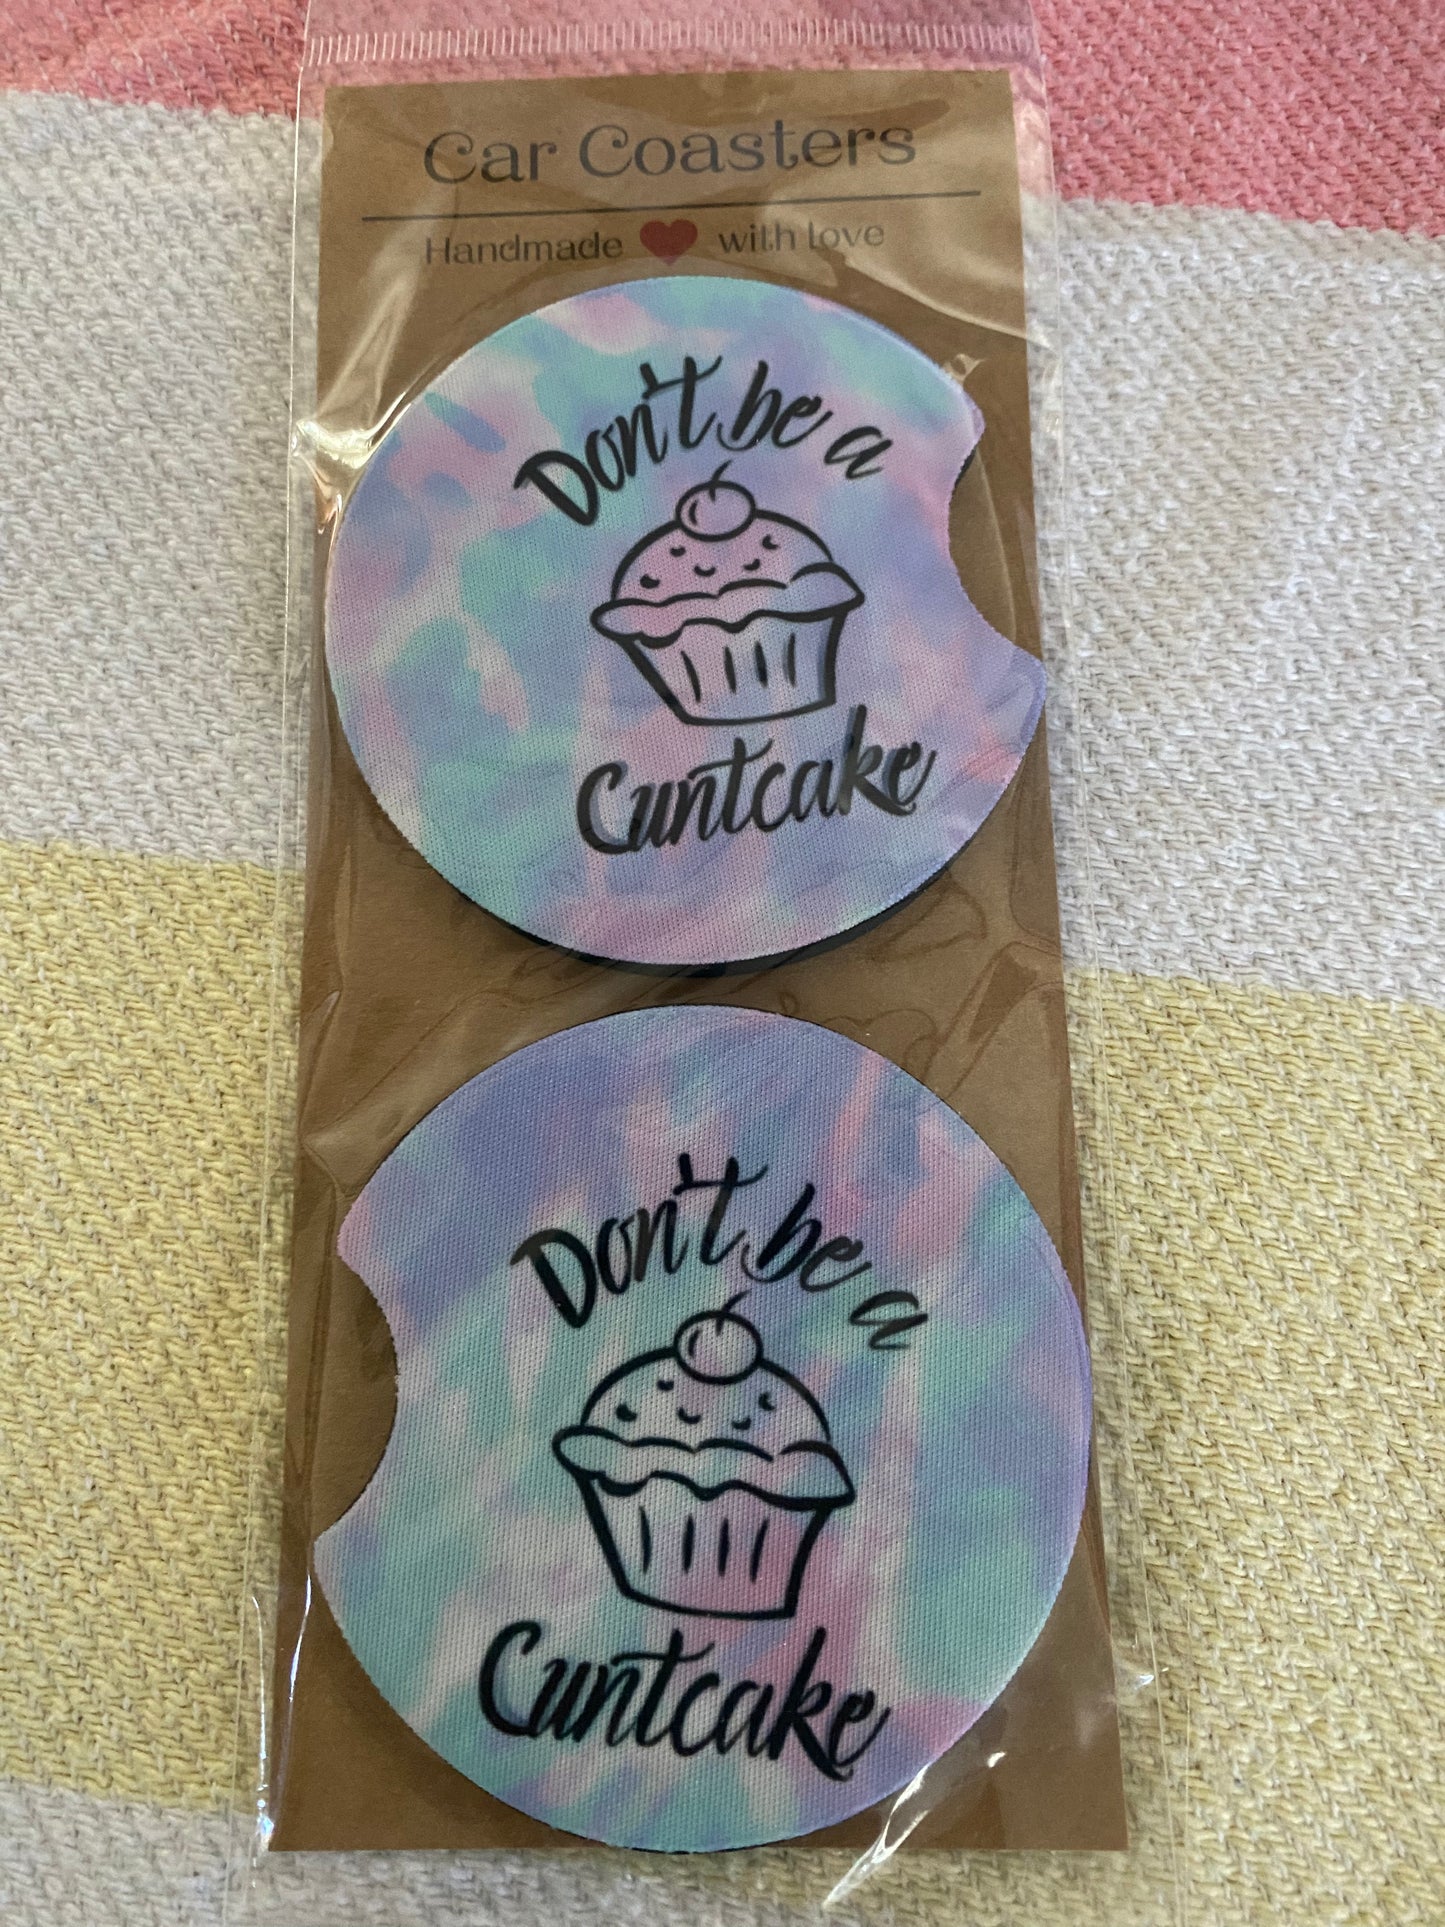 Car Coasters
Handmade with love
Don't be a
Cuntcake
Don't be a
Cuntcake